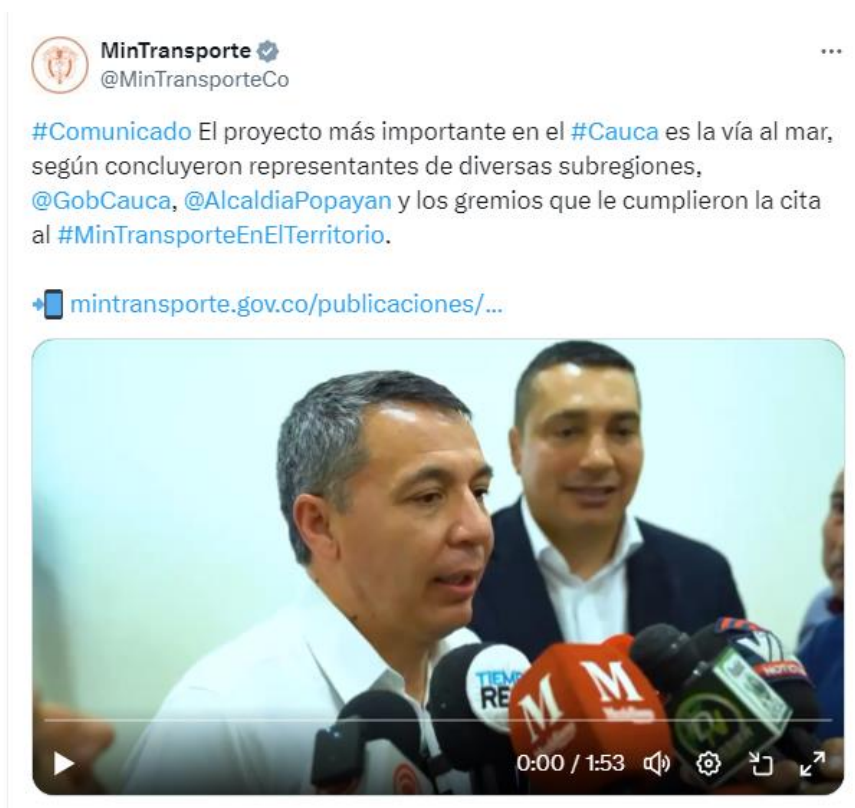 MinTransporte
@MinTransporteCo
#Comunicado El proyecto más importante en el #Cauca es la vía al mar,
según concluyeron representantes de diversas subregiones,
@GobCauca, @AlcaldiaPopayan y los gremios que le cumplieron la cita
al #MinTransporteEnElTerritorio.
mintransporte.gov.co/publicaciones/...
M
M
0:00 / 1:53